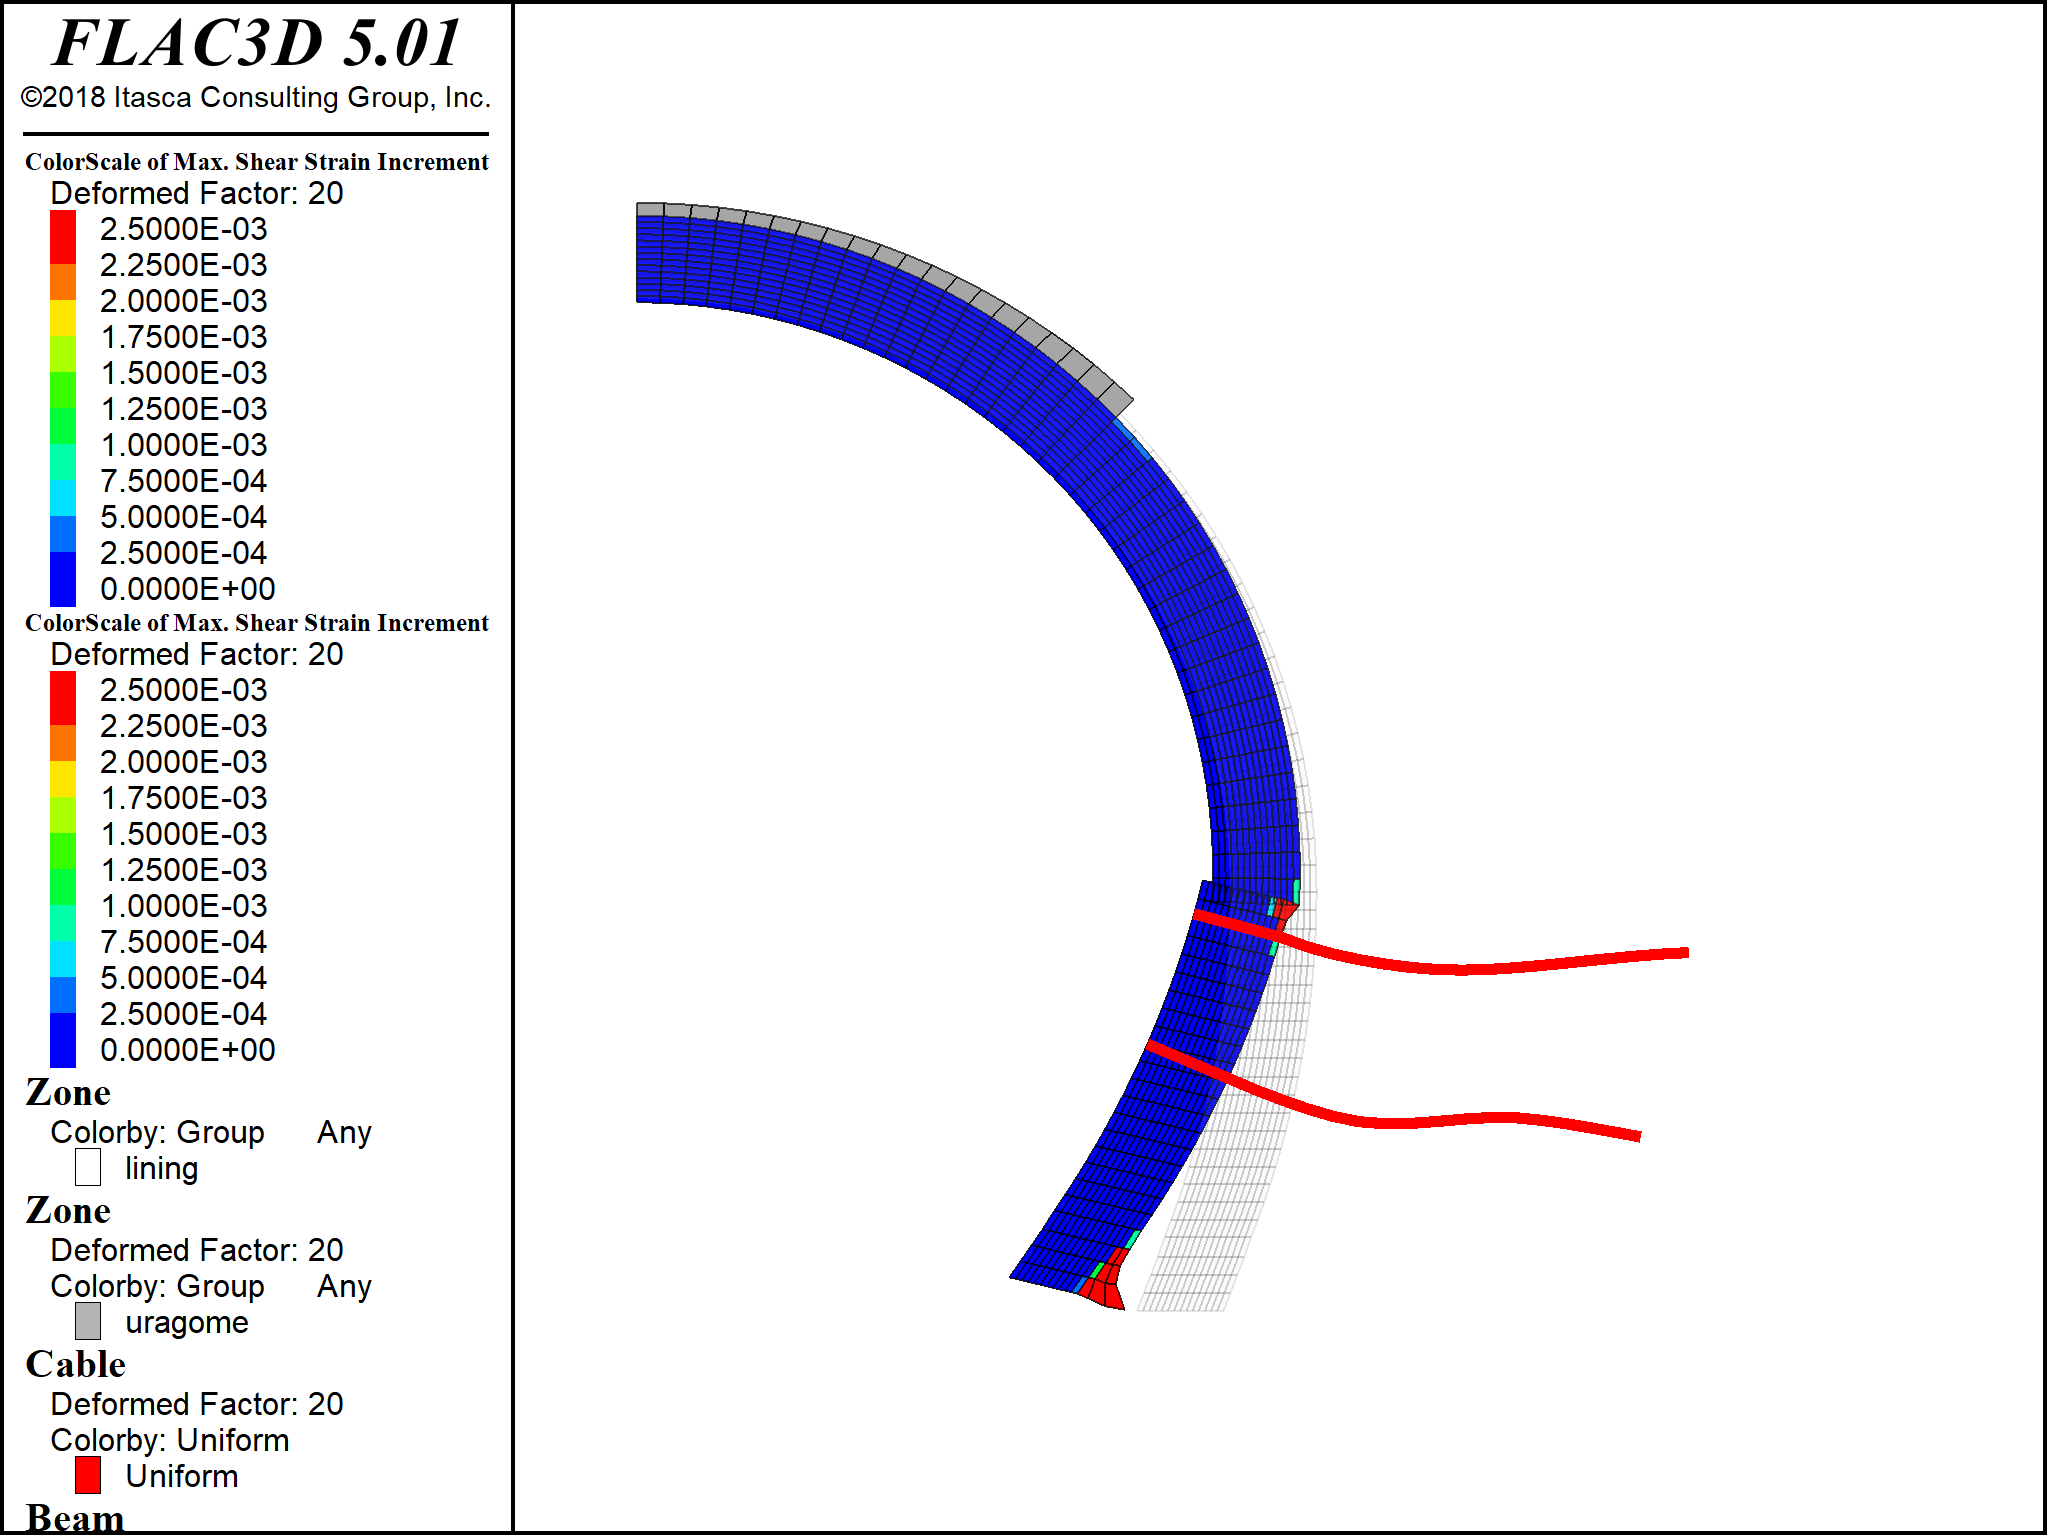 FLAC3D 5.01
©2018 Itasca Consulting Group, Inc.
ColorScale of Max. Shear Strain Increment
Deformed Factor: 20
2.5000E-03
2.2500E-03
2.0000E-03
1.7500E-03
1.5000E-03
1.2500E-03
1.0000E-03
7.5000E-04
5.0000E-04
2.5000E-04
0.0000E+00
ColorScale of Max. Shear Strain Increment
Deformed Factor: 20
2.5000E-03
2.2500E-03
2.0000E-03
1.7500E-03
1.5000E-03
1.2500E-03
1.0000E-03
7.5000E-04
5.0000E-04
2.5000E-04
0.0000E+00
Zone
Colorby: Group Any
lining
Zone
Deformed Factor: 20
Colorby: Group Any
uragome
Cable
Deformed Factor: 20
Colorby: Uniform
Uniform
Beam